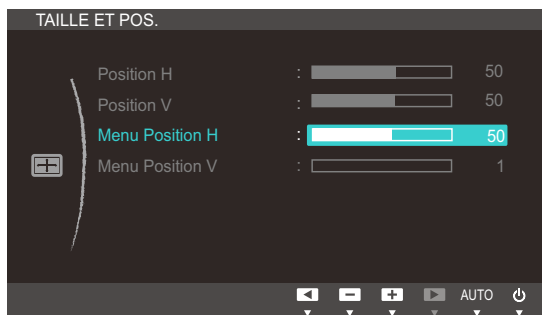 TAILLE ET POS.
Position H : 50
Position V : 50
Menu Position H : 50
Menu Position V : 1
AUTO